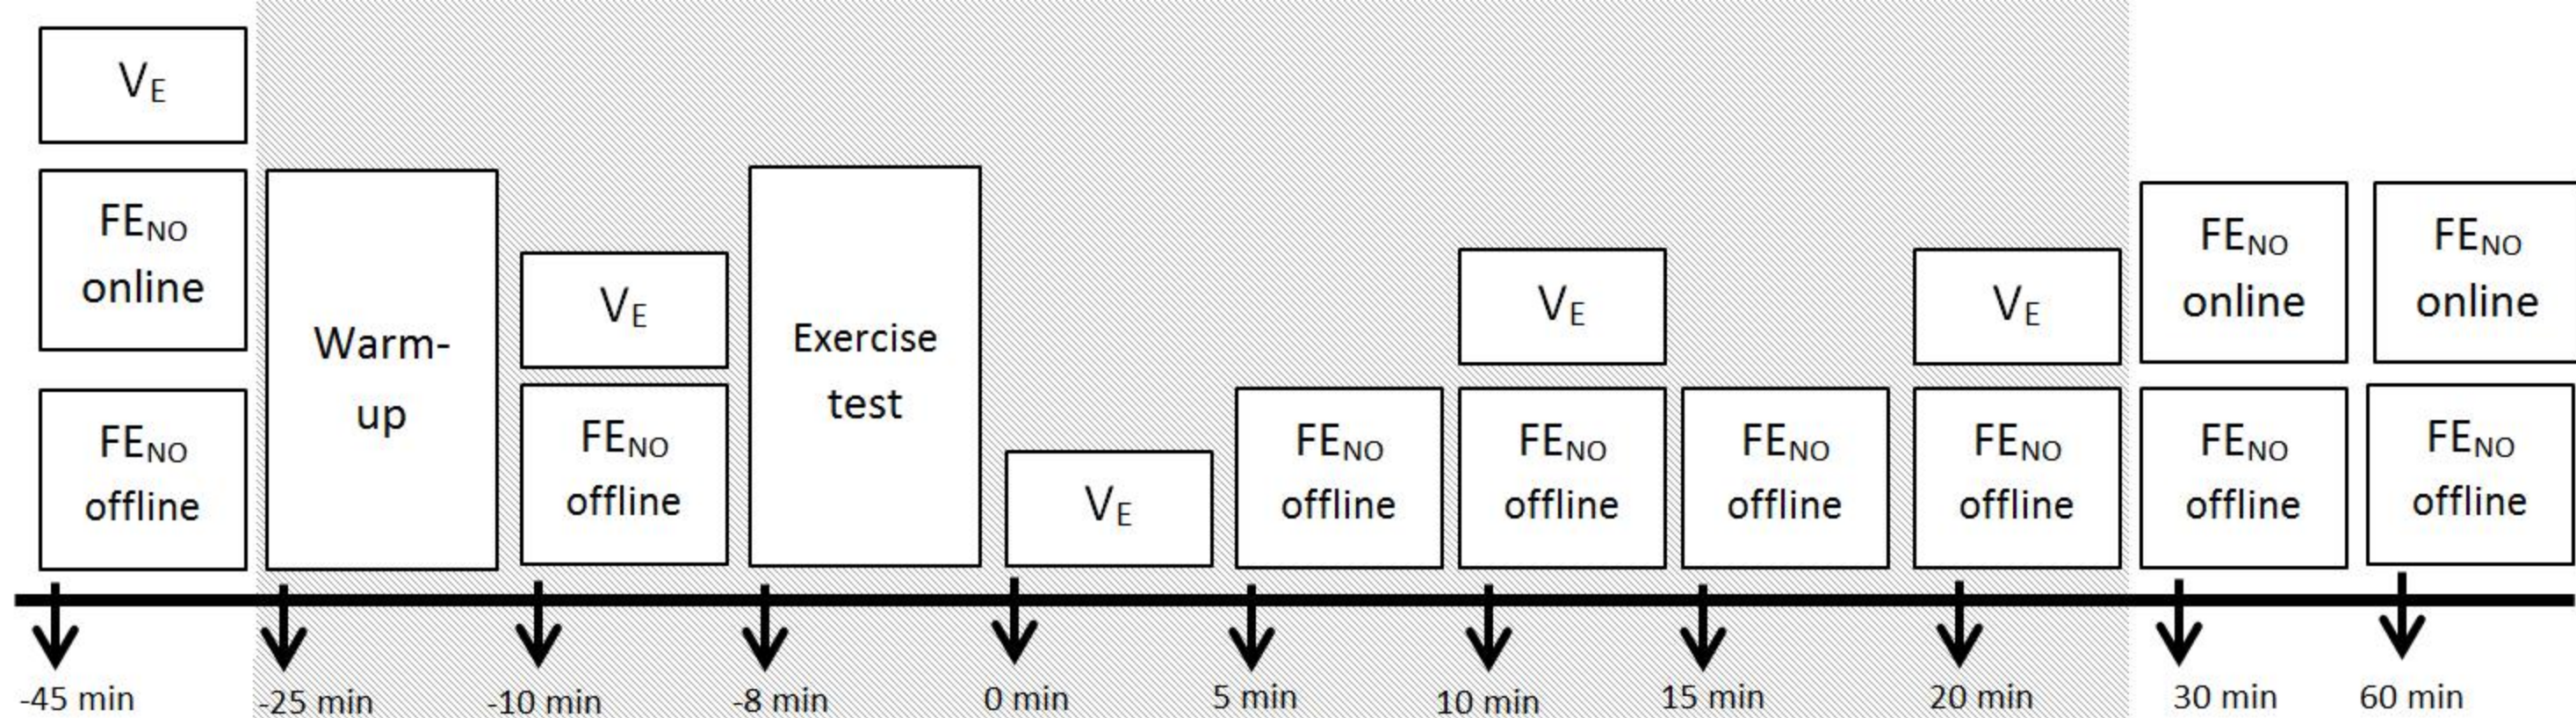 VE
FENO
online
FENO
offline
Warm-
up
VE
FENO
offline
Exercise
test
VE
FENO
offline
VE
FENO
offline
FENO
offline
VE
FENO
offline
FENO
online
FENO
offline
FENO
online
FENO
offline
-45 min
-25 min
-10 min
-8 min
0 min
5 min
10 min
15 min
20 min
30 min
60 min